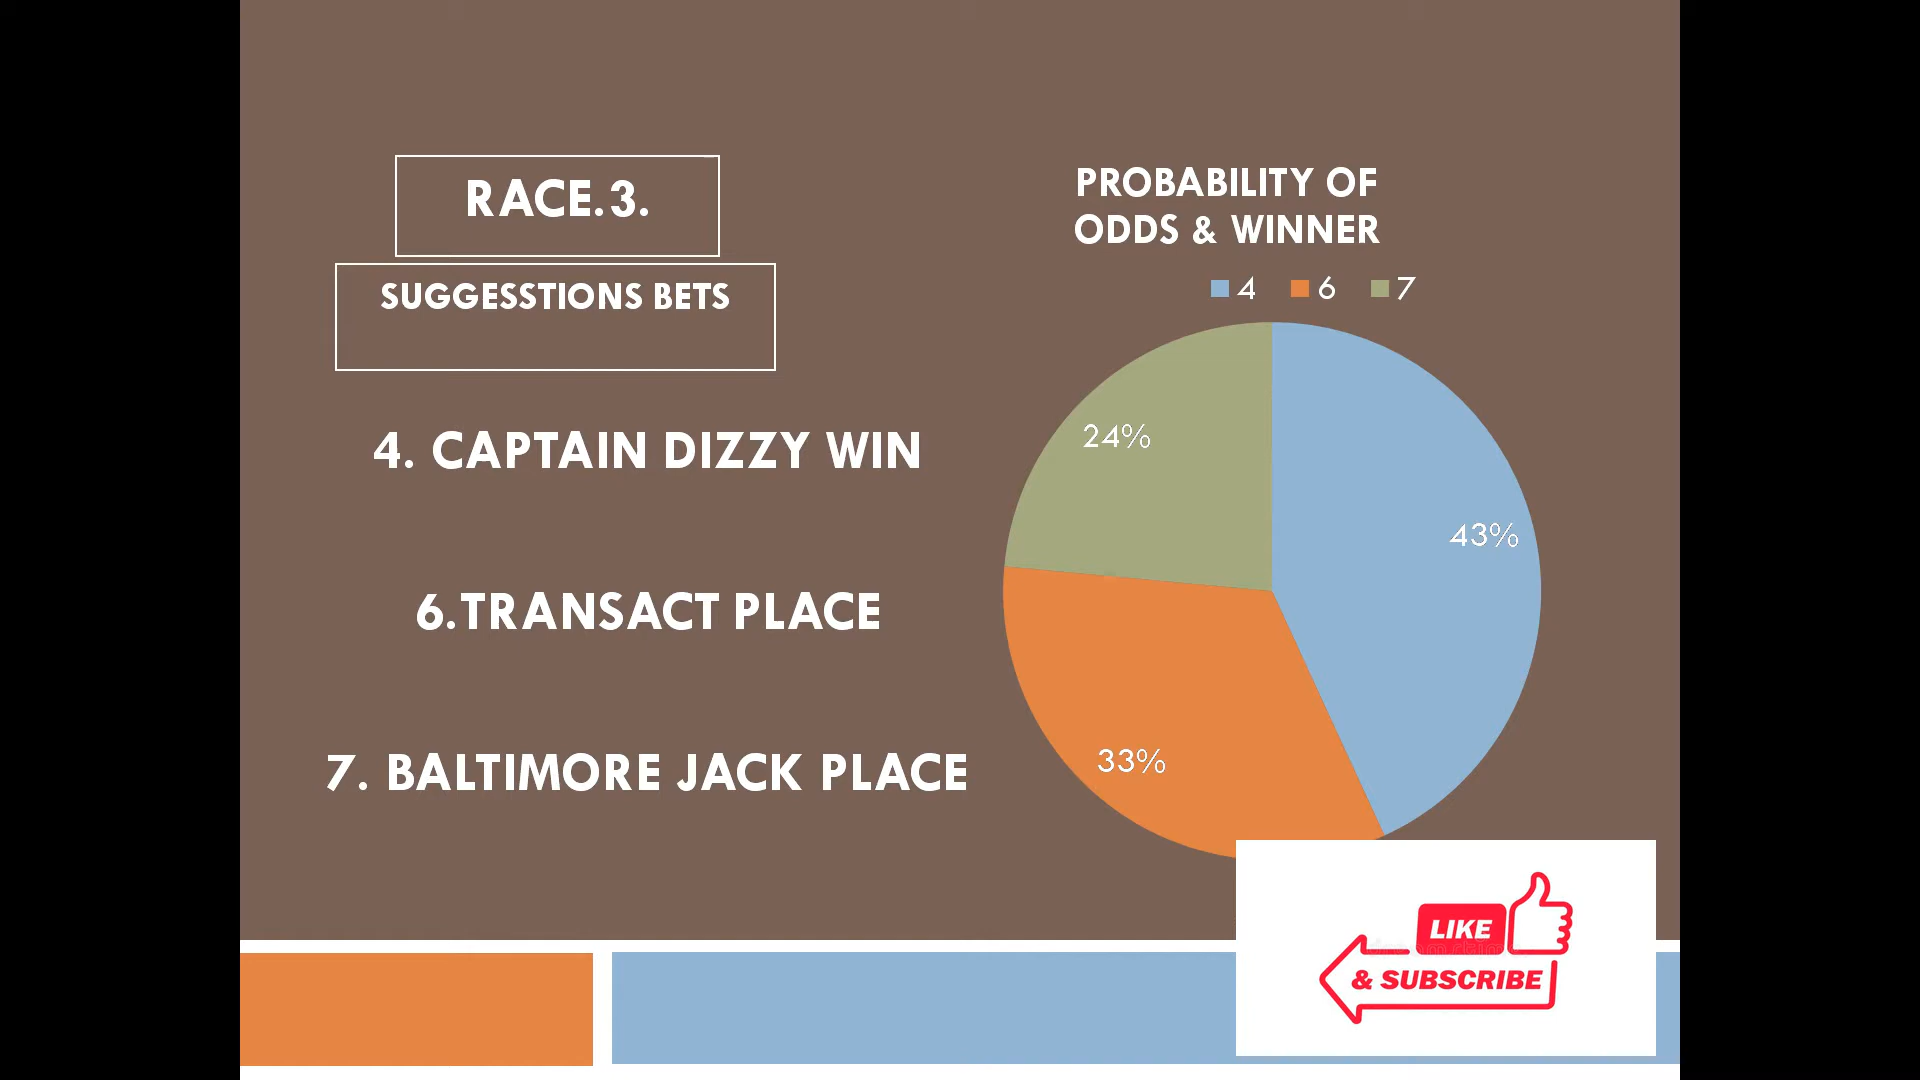 RACE.3.
SUGGESSTIONS BETS
4. CAPTAIN DIZZY WIN
6.TRANSACT PLACE
7. BALTIMORE JACK PLACE
PROBABILITY OF
ODDS & WINNER
4 6 7
24%
43%
33%
LIKE
& SUBSCRIBE